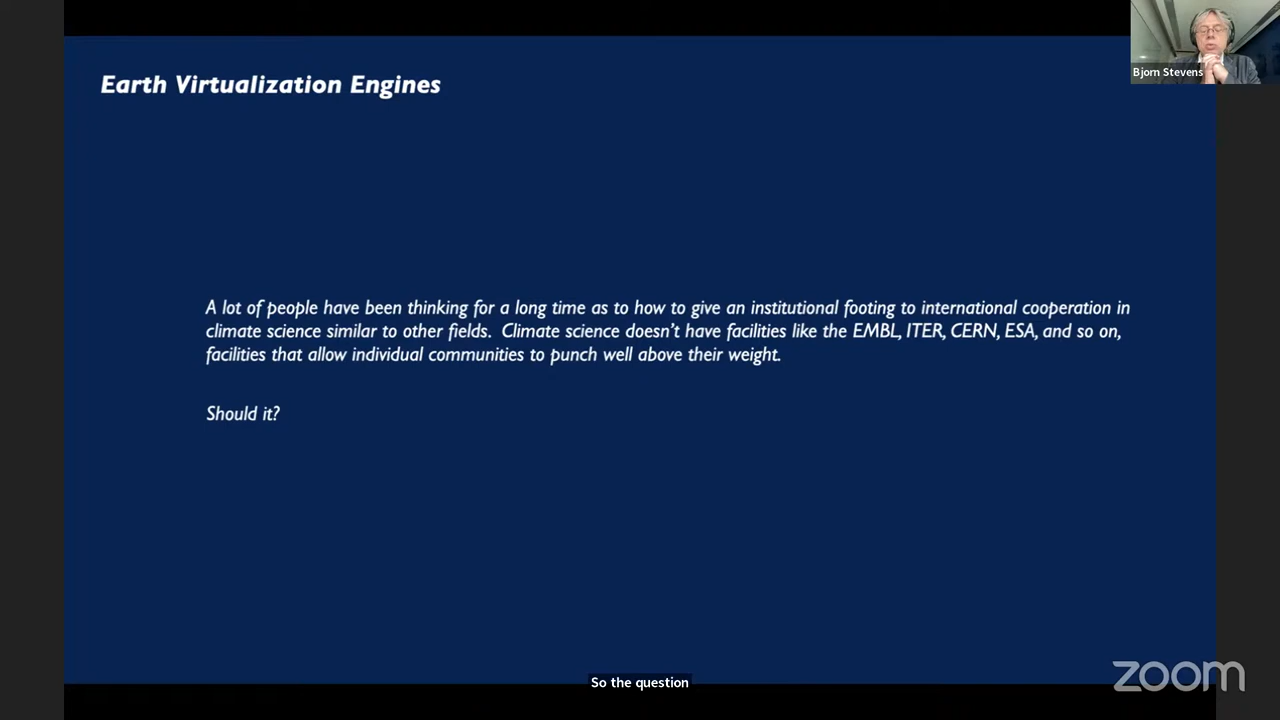 Earth Virtualization Engines
Bjorn Stevens
A lot of people have been thinking for a long time as to how to give an institutional footing to international cooperation in
climate science similar to other fields. Climate science doesn't have facilities like the EMBL, ITER, CERN, ESA, and so on,
facilities that allow individual communities to punch well above their weight.
Should it?
So the question
zoom